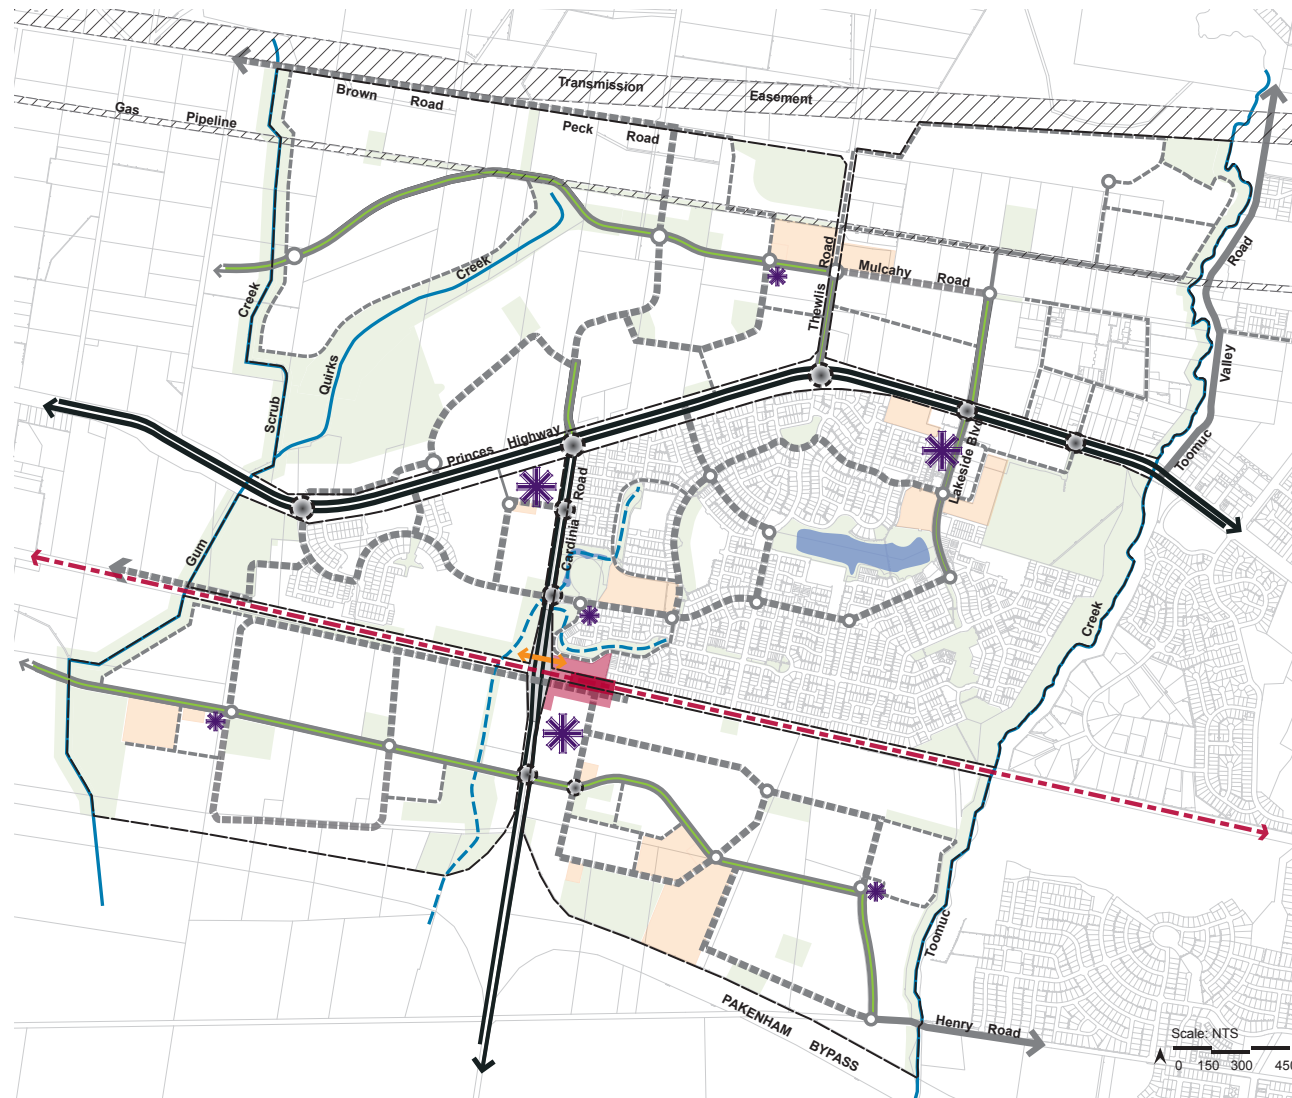 Transmission Easement
Brown Road
Gas Pipeline
Peck Road
Road
Creek
Creek
Thewlis Road
Mulcahy Road
Valley
Quirks
Scrub
Princes Highway
Lakeside Blvd
Toomuc
Cardinia Road
Gum
Creek
Toomuc
PAKENHAM BYPASS
Henry Road
Scale: NTS
0 150 300 450